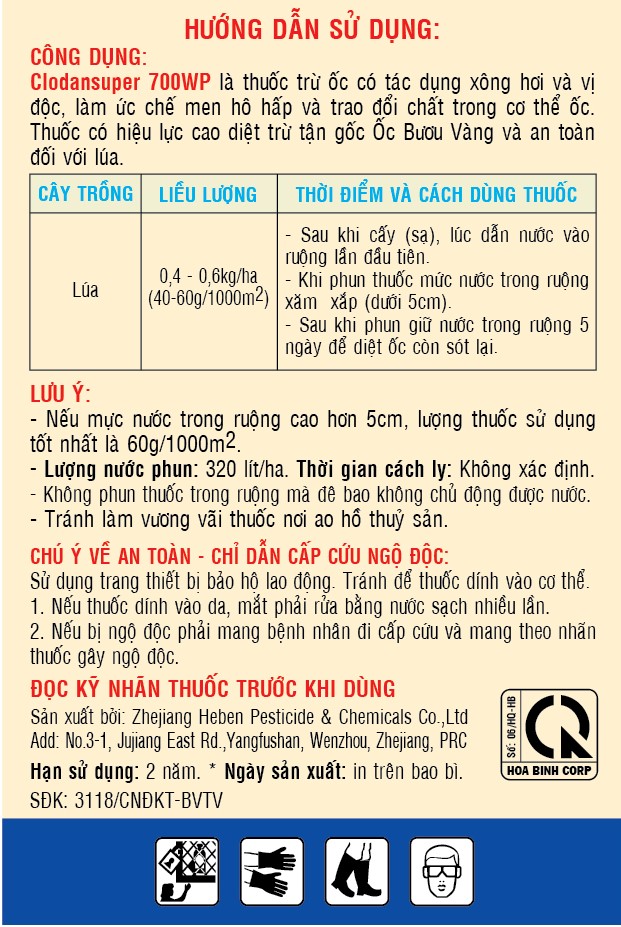 HƯỚNG DẪN SỬ DỤNG:
CÔNG DỤNG:
Clodansuper 700WP là thuốc trừ ốc có tác dụng xông hơi và vị
độc, làm ức chế men hô hấp và trao đổi chất trong cơ thể ốc.
Thuốc có hiệu lực cao diệt trừ tận gốc Ốc Bươu Vàng và an toàn
đối với lúa.
CÂY TRỒNG LIỀU LƯỢNG THỜI ĐIỂM VÀ CÁCH DÙNG THUỐC
Lúa
0,4 - 0,6kg/ha
(40-60g/1000m2)
- Sau khi cấy (sạ), lúc dẫn nước vào
ruộng lần đầu tiên.
- Khi phun thuốc mức nước trong ruộng
xăm xắp (dưới 5cm).
- Sau khi phun giữ nước trong ruộng 5
ngày để diệt ốc còn sót lại.
LƯU Ý:
- Nếu mực nước trong ruộng cao hơn 5cm, lượng thuốc sử dụng
tốt nhất là 60g/1000m2.
- Lượng nước phun: 320 lít/ha. Thời gian cách ly: Không xác định.
- Không phun thuốc trong ruộng mà đê bao không chủ động được nước.
- Tránh làm vương vãi thuốc nơi ao hồ thuỷ sản.
CHÚ Ý VỀ AN TOÀN - CHỈ DẪN CẤP CỨU NGỘ ĐỘC:
Sử dụng trang thiết bị bảo hộ lao động. Tránh để thuốc dính vào cơ thể.
1. Nếu thuốc dính vào da, mắt phải rửa bằng nước sạch nhiều lần.
2. Nếu bị ngộ độc phải mang bệnh nhân đi cấp cứu và mang theo nhãn
thuốc gây ngộ độc.
ĐỌC KỸ NHÃN THUỐC TRƯỚC KHI DÙNG
Sản xuất bởi: Zhejiang Heben Pesticide & Chemicals Co.,Ltd
Add: No.3-1, Jujiang East Rd.,Yangfushan, Wenzhou, Zhejiang, PRC
Hạn sử dụng: 2 năm. * Ngày sản xuất: in trên bao bì.
SĐK: 3118/CNĐKT-BVTV
Số: 06/HQ-HB
HOA BINH CORP